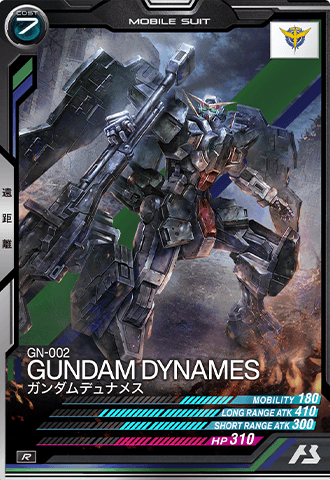 COST
7
MOBILE SUIT
遠距離
GN-002
GUNDAM DYNAMES
ガンダムデュナメス
MOBILITY 180
LONG RANGE ATK 410
SHORT RANGE ATK 300
HP 310
R